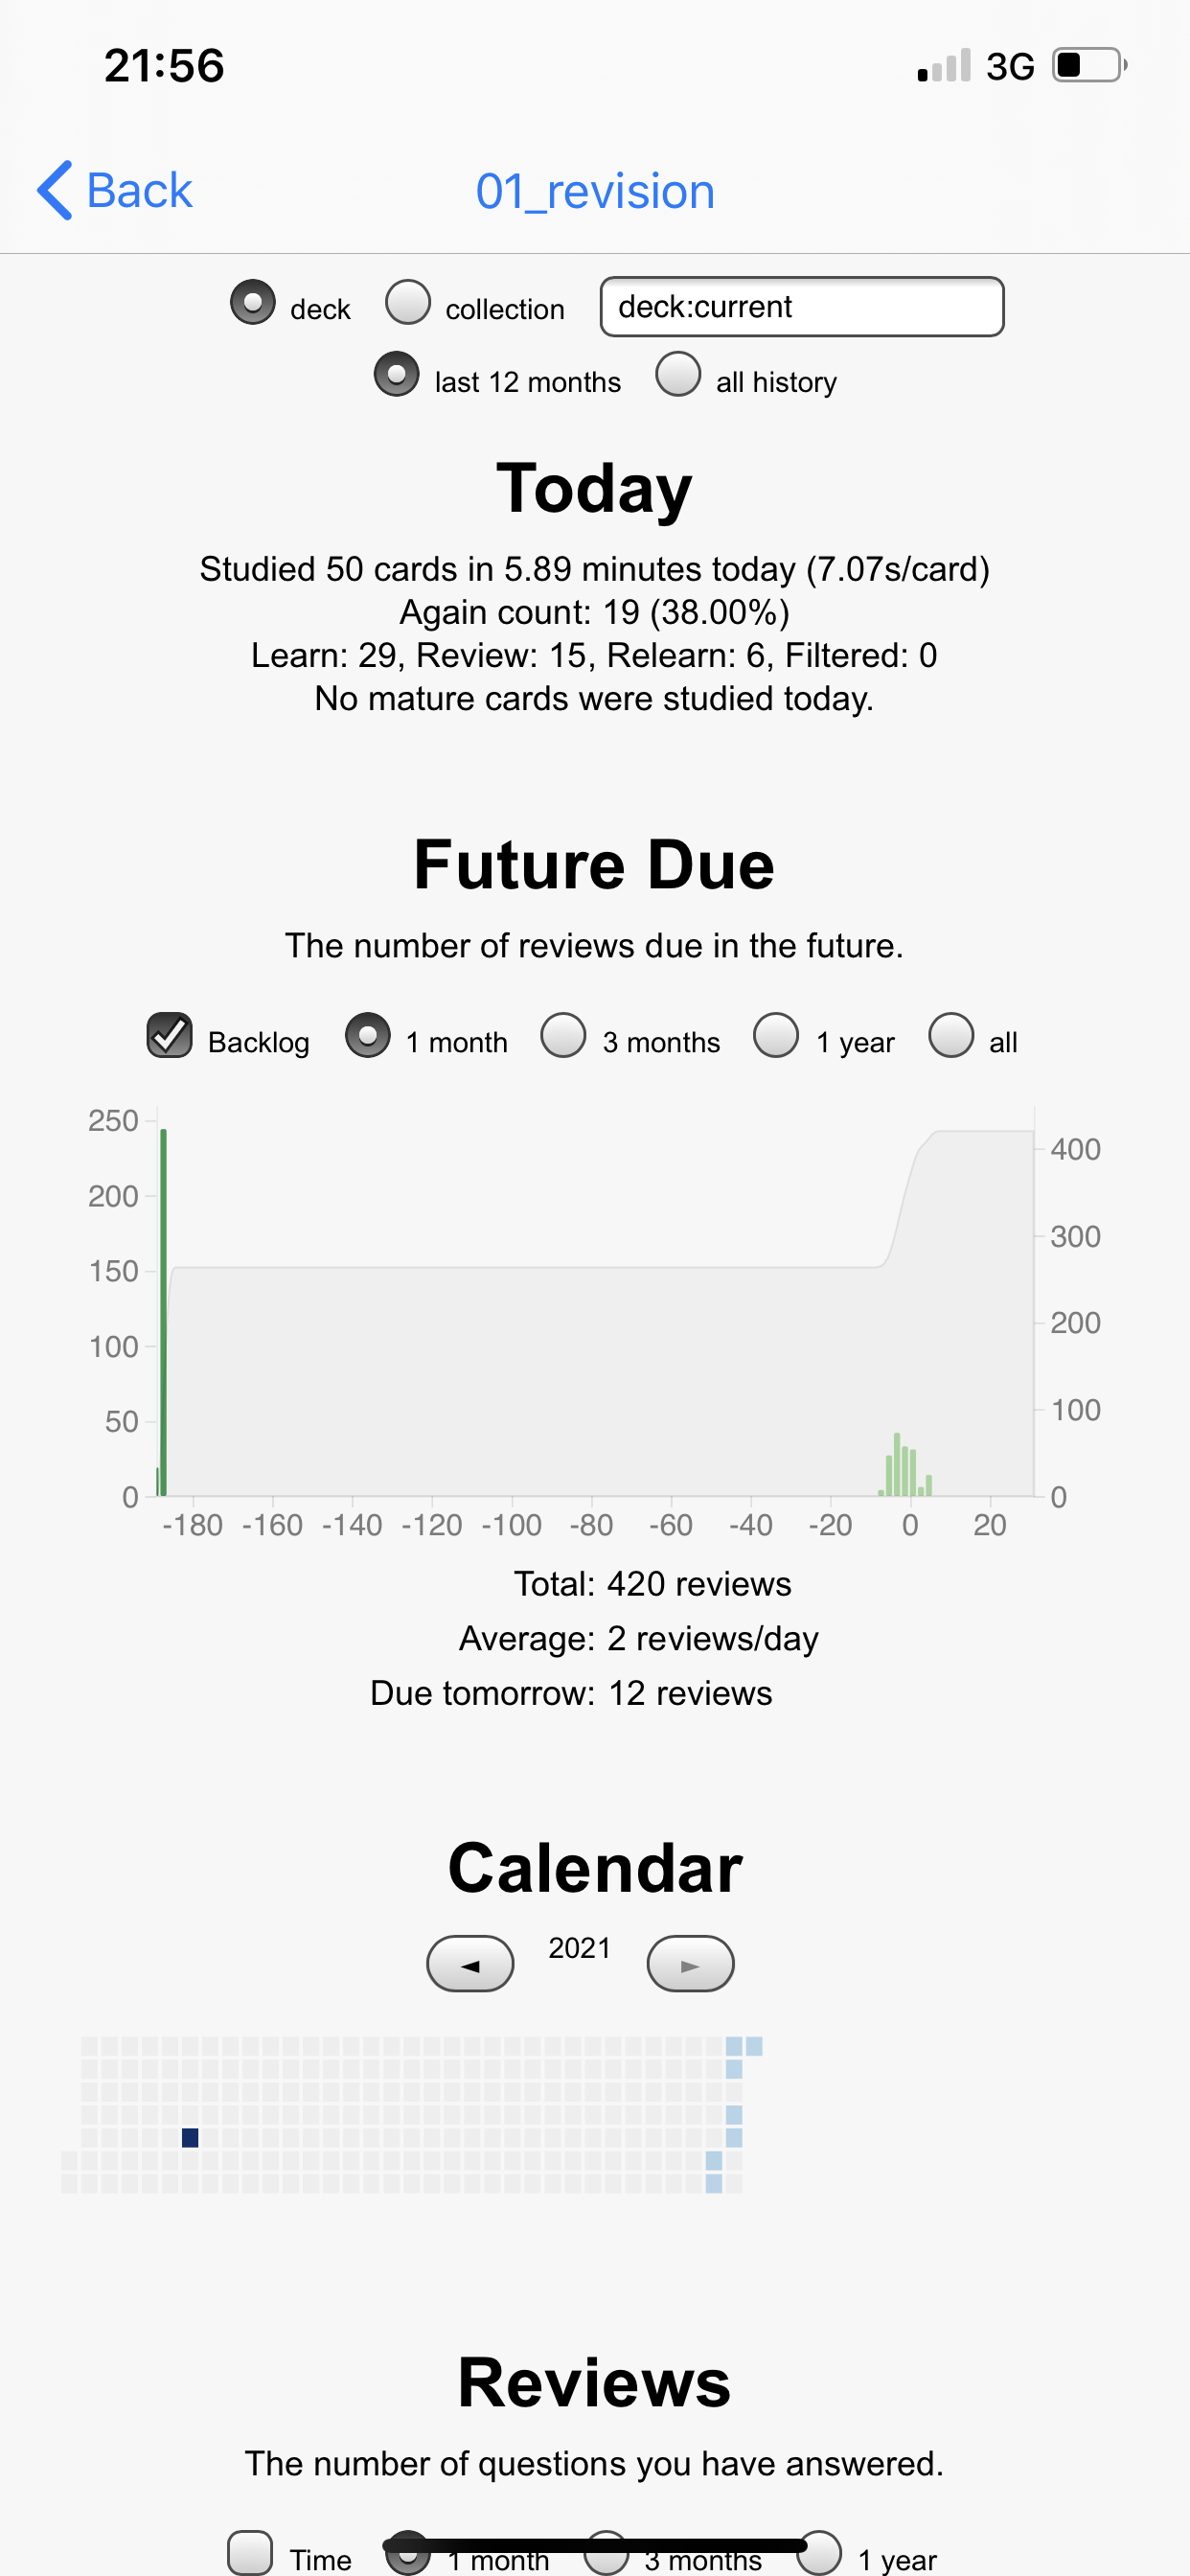 21:56 3G
Back 01_revision
deck collection deck:current
last 12 months all history
Today
Studied 50 cards in 5.89 minutes today (7.07s/card)
Again count: 19 (38.00%)
Learn: 29, Review: 15, Relearn: 6, Filtered: 0
No mature cards were studied today.
Future Due
The number of reviews due in the future.
Backlog 1 month 3 months 1 year all
250
200
150
100
50
0
400
300
200
100
0
-180 -160 -140 -120 -100 -80 -60 -40 -20 0 20
Total: 420 reviews
Average: 2 reviews/day
Due tomorrow: 12 reviews
Calendar
2021
Reviews
The number of questions you have answered.
Time 1 month 3 months 1 year